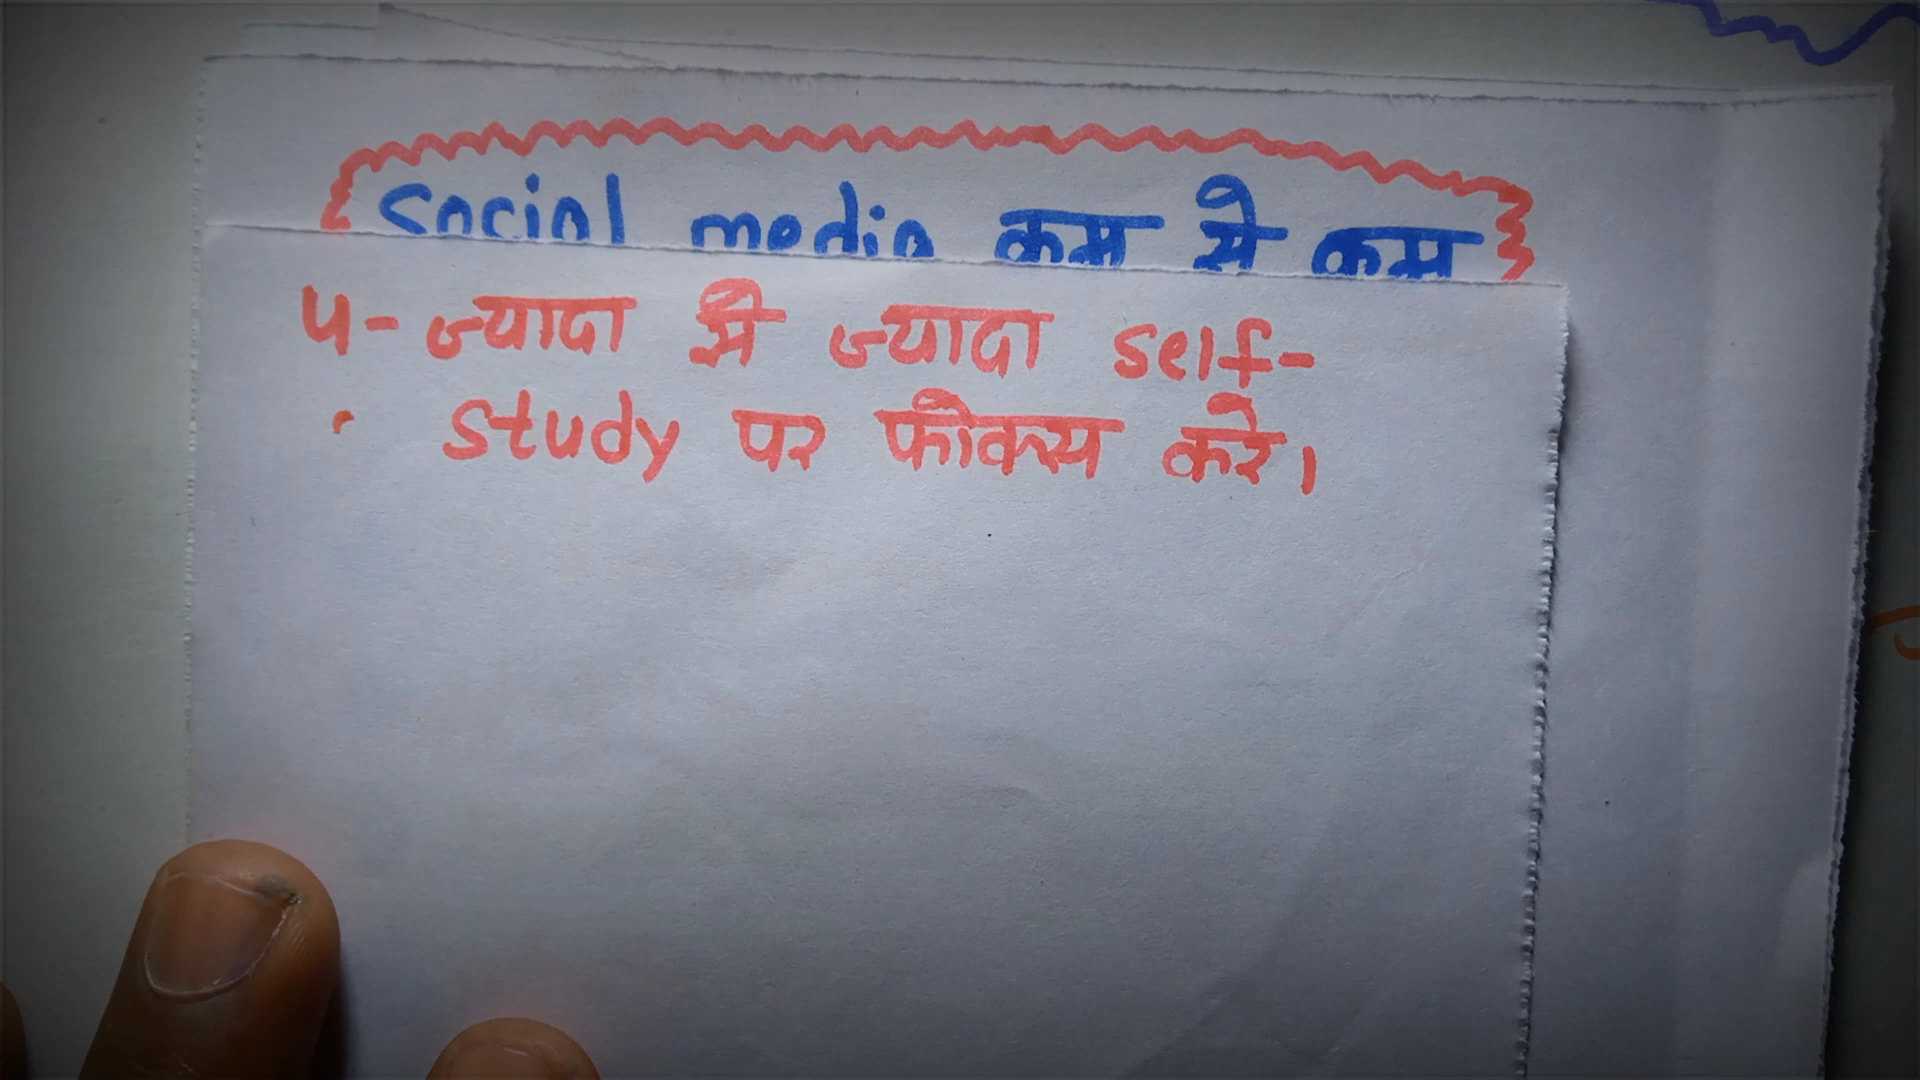 Social media कम से कम
4- ज्यादा से ज्यादा self-
study पर फोकस करे।